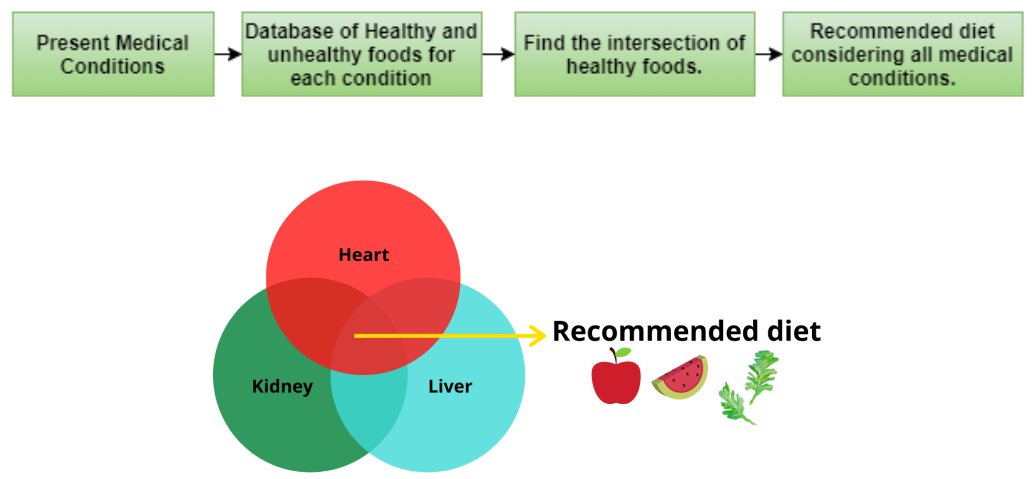 Present Medical
Conditions
Database of Healthy and
unhealthy foods for
each condition
Find the intersection of
healthy foods.
Recommended diet
considering all medical
conditions.
Heart
Kidney
Liver
Recommended diet